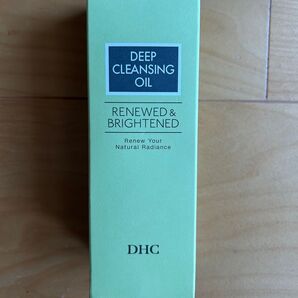 DEEP
CLEANSING
OIL
RENEWED &
BRIGHTENED
Renew Your
Natural Radiance
DHC